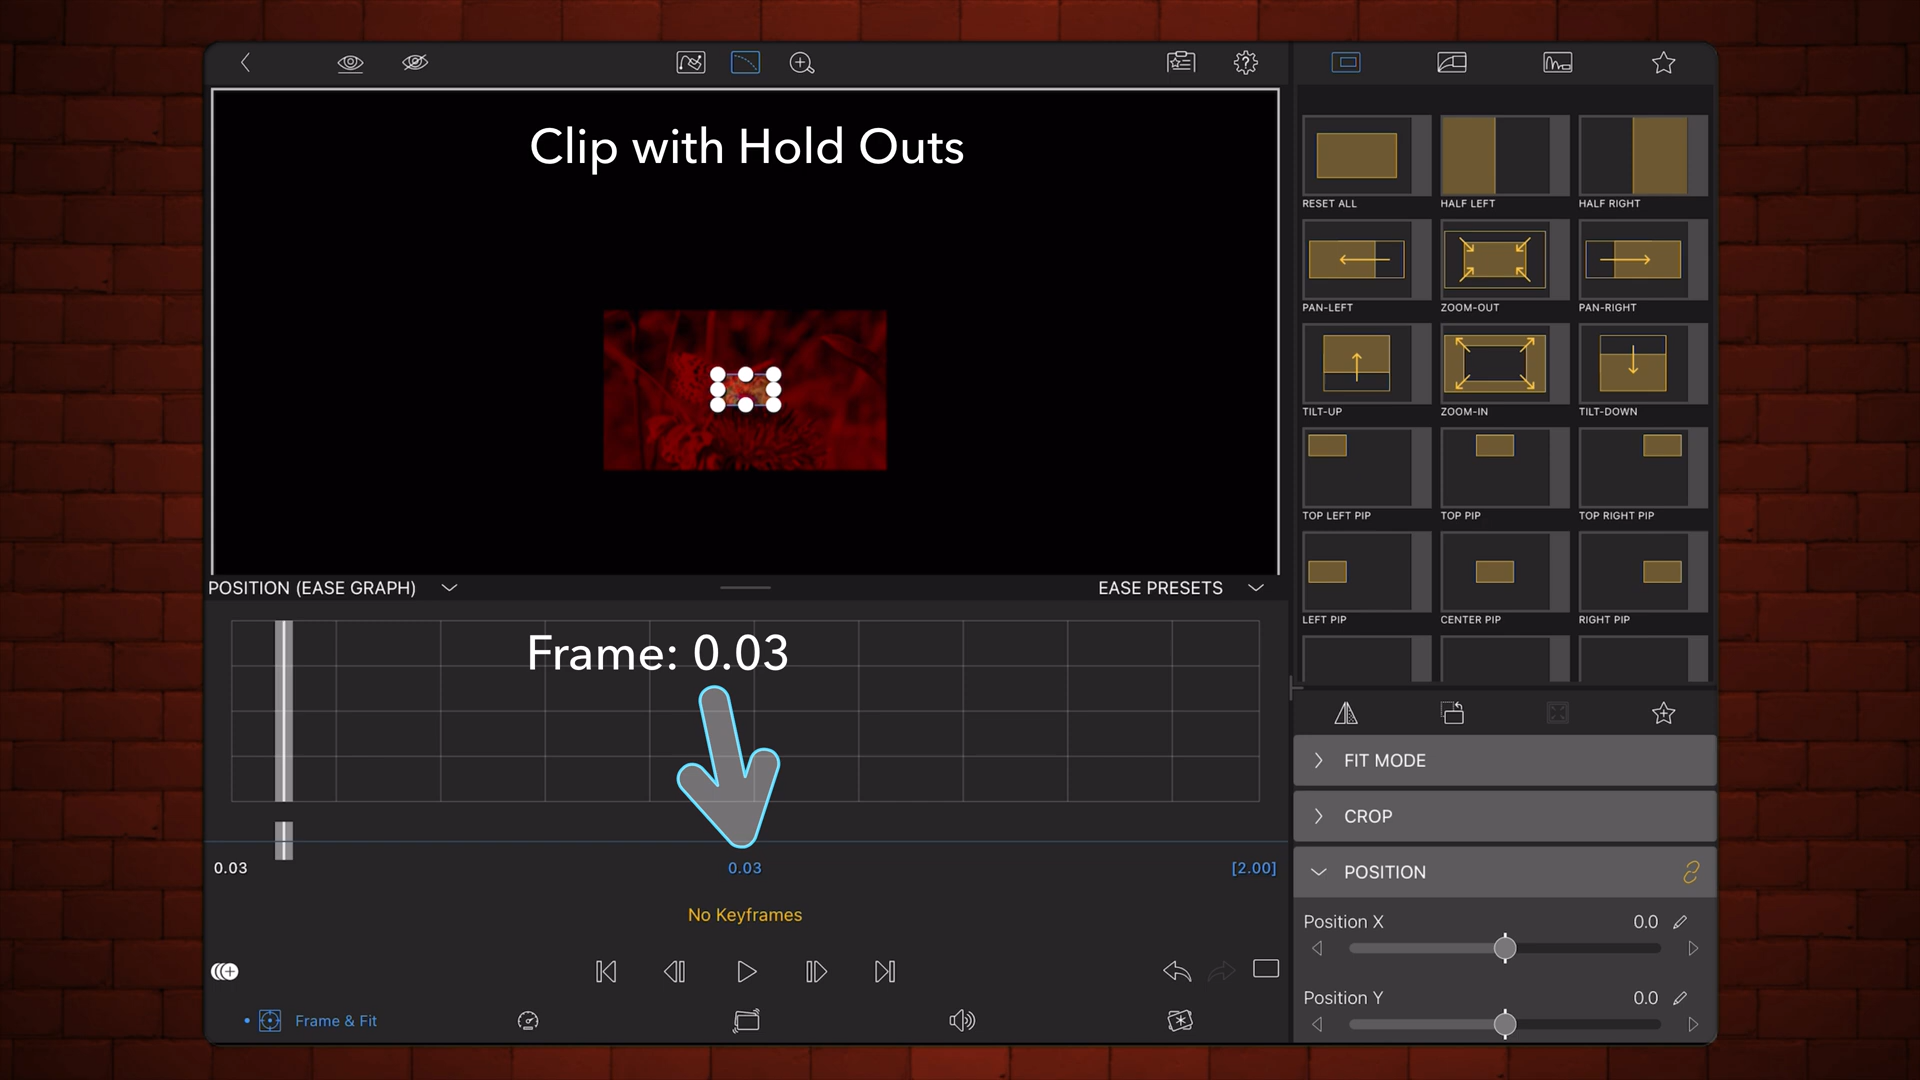 Clip with Hold Outs
RESET ALL
HALF LEFT
HALF RIGHT
PAN-LEFT
ZOOM-OUT
PAN-RIGHT
TILT-UP
ZOOM-IN
TILT-DOWN
TOP LEFT PIP
TOP PIP
TOP RIGHT PIP
LEFT PIP
CENTER PIP
RIGHT PIP
POSITION (EASE GRAPH)
EASE PRESETS
Frame: 0.03
0.03
0.03
[2.00]
No Keyframes
Frame & Fit
FIT MODE
CROP
POSITION
Position X
0.0
Position Y
0.0